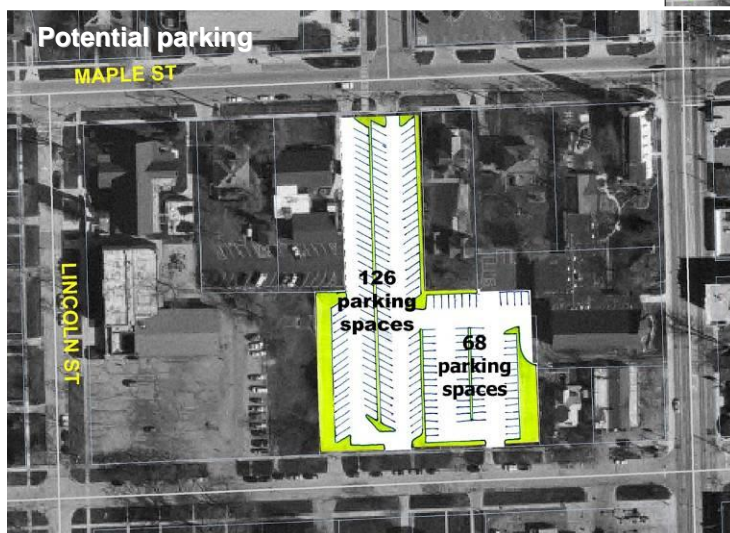 Potential parking
MAPLE ST
LINCOLN ST
126
parking
spaces
68
parking
spaces